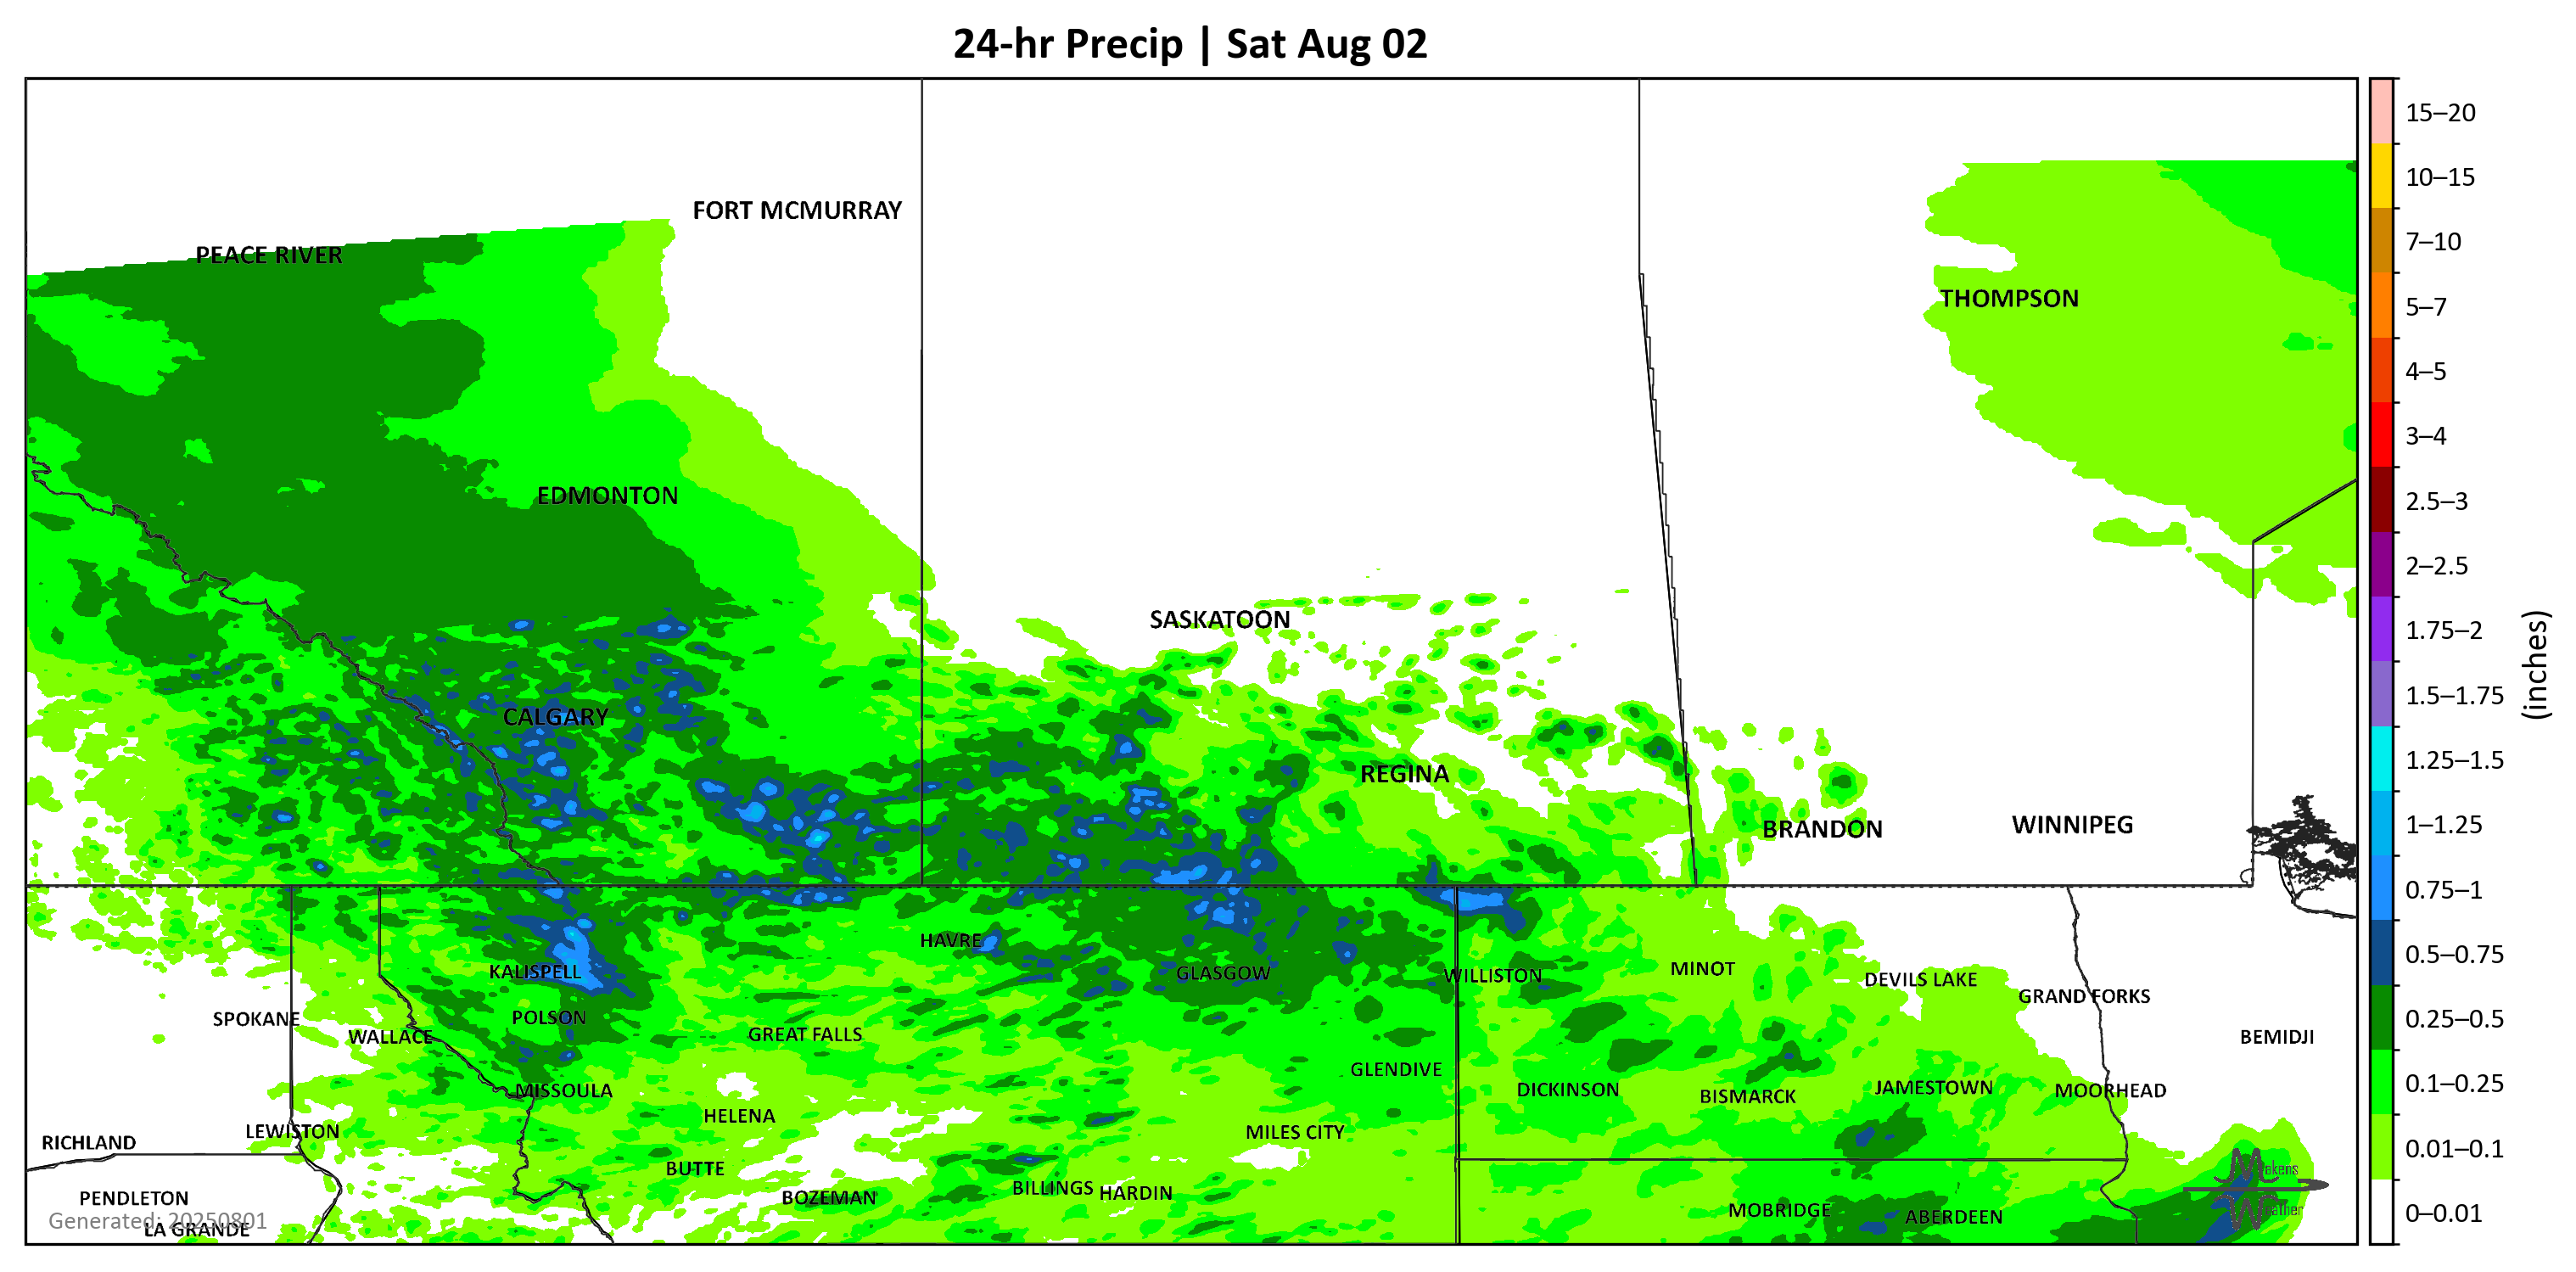 24-hr Precip | Sat Aug 02
FORT MCMURRAY
PEACE RIVER
THOMPSON
EDMONTON
SASKATOON
CALGARY
REGINA
BRANDON
WINNIPEG
HAVRE
KALISPELL
GLASGOW
WILLISTON
MINOT
DEVILS LAKE
GRAND FORKS
SPOKANE
POLSON
WALLACE
GREAT FALLS
BEMIDJI
GLENDIVE
MISSOULA
DICKINSON
BISMARCK
JAMESTOWN
MOORHEAD
HELENA
LEWISTON
MILES CITY
RICHLAND
BUTTE
BILLINGS
HARDIN
PENDLETON
BOZEMAN
MOBRIDGE
ABERDEEN
Generated: 20250801
LA GRANDE
Mekens
Weather
15–20
10–15
7–10
5–7
4–5
3–4
2.5–3
2–2.5
1.75–2
1.5–1.75
1.25–1.5
1–1.25
0.75–1
0.5–0.75
0.25–0.5
0.1–0.25
0.01–0.1
0–0.01
(inches)